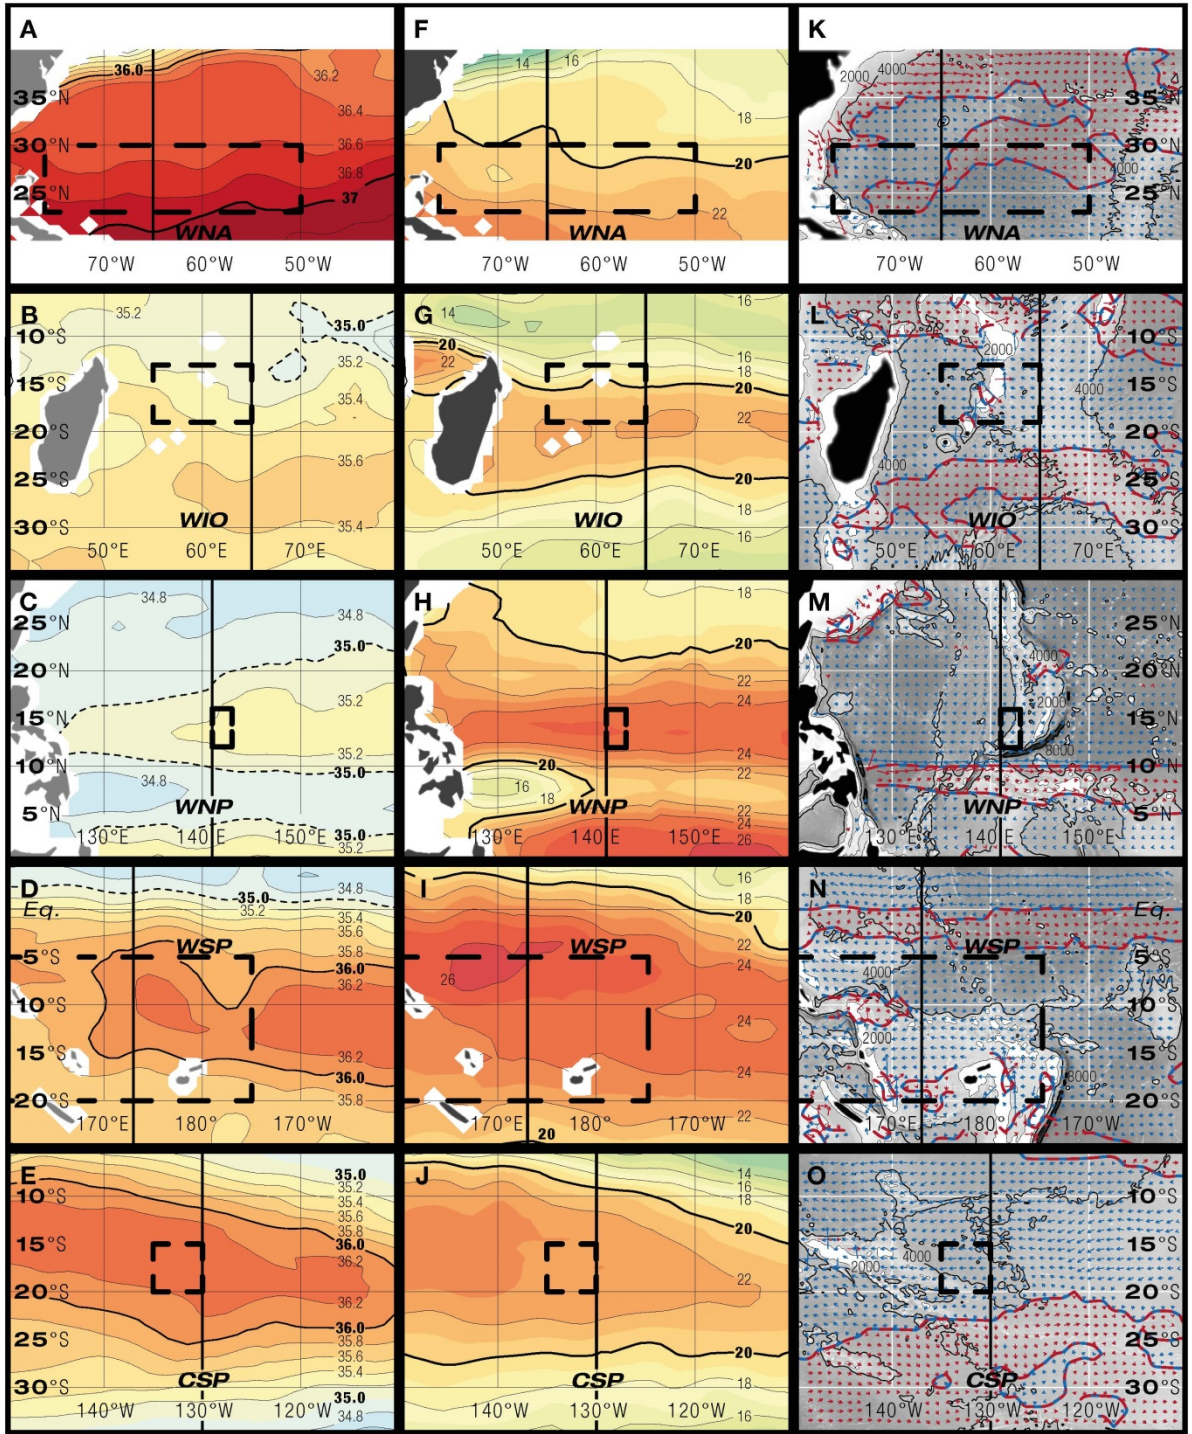 A
36.0
36.2
35°N
36.4
30°N
36.6
36.8
25°N
37
WNA
70°W 60°W 50°W
F
14
16
18
20
22
WNA
70°W 60°W 50°W
K
2000
4000
35°N
30°N
4000
25°N
WNA
70°W 60°W 50°W
B
35.2
35.0
10°S
35.2
15°S
35.4
20°S
35.6
25°S
WIO
35.4
30°S
50°E 60°E 70°E
G
14
16
20
22
16
18
20
22
20
18
WIO
16
50°E 60°E 70°E
L
10°S
2000
15°S
4000
20°S
4000
25°S
WIO
30°S
50°E 60°E 70°E
C
34.8
34.8
25°N
35.0
20°N
35.2
15°N
35.2
10°N
35.0
34.8
WNP
5°N
35.0
35.2
130°E 140°E 150°E
H
20
22
24
24
20
22
16
18
WNP
22
24
26
130°E 140°E 150°E
M
25°N
4000
20°N
2000
15°N
8000
10°N
WNP
5°N
130°E 140°E 150°E
D
34.8
35.0
Eq.
35.2
35.4
35.6
35.8
WSP
5°S
36.0
36.2
10°S
15°S
36.2
36.0
20°S
35.8
170°E 180° 170°W
I
16
18
20
22
WSP
24
26
24
24
22
20
170°E 180° 170°W
N
Eq.
WSP
5°S
4000
10°S
2000
15°S
8000
20°S
170°E 180° 170°W
E
35.0
35.2
10°S
35.4
35.6
35.8
15°S
36.0
36.2
20°S
36.2
36.0
25°S
35.8
35.6
35.4
CSP
30°S
35.0
34.8
140°W 130°W 120°W
J
14
16
18
20
22
20
CSP
18
16
140°W 130°W 120°W
O
10°S
15°S
4000
2000
20°S
25°S
CSP
30°S
140°W 130°W 120°W